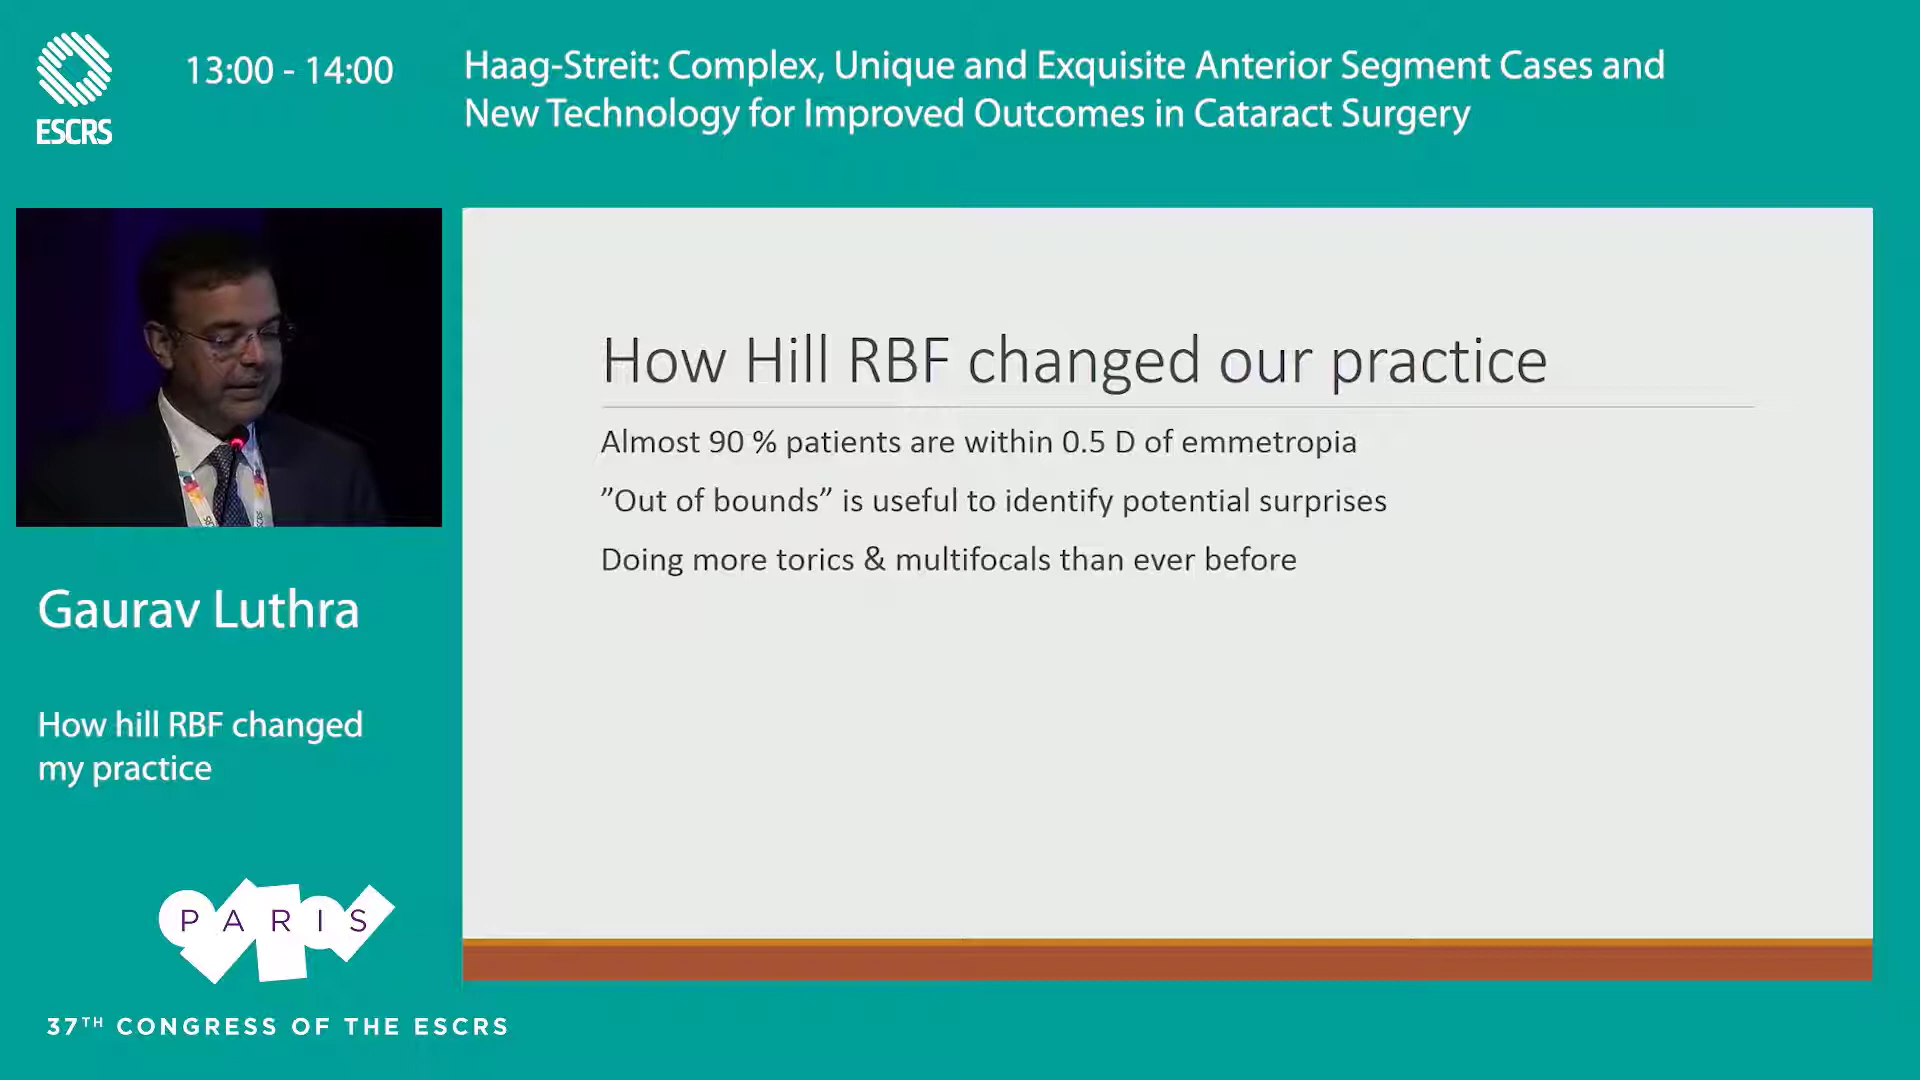 ESCRS
13:00 - 14:00
Haag-Streit: Complex, Unique and Exquisite Anterior Segment Cases and
New Technology for Improved Outcomes in Cataract Surgery
How Hill RBF changed our practice
Almost 90 % patients are within 0.5 D of emmetropia
”Out of bounds” is useful to identify potential surprises
Doing more torics & multifocals than ever before
Gaurav Luthra
How hill RBF changed
my practice
PARIS
37TH CONGRESS OF THE ESCRS